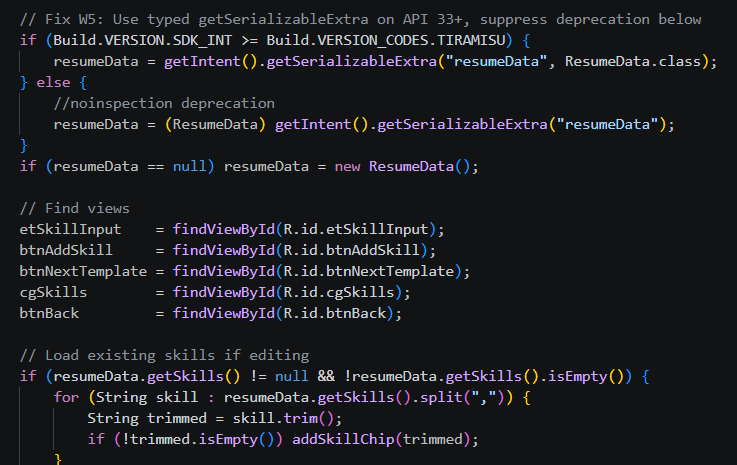 // Fix W5: Use typed getSerializableExtra on API 33+, suppress deprecation below
if (Build.VERSION.SDK_INT >= Build.VERSION_CODES.TIRAMISU) {
    resumeData = getIntent().getSerializableExtra("resumeData", ResumeData.class);
} else {
    //noinspection deprecation
    resumeData = (ResumeData) getIntent().getSerializableExtra("resumeData");
}
if (resumeData == null) resumeData = new ResumeData();

// Find views
etSkillInput    = findViewById(R.id.etSkillInput);
btnAddSkill     = findViewById(R.id.btnAddSkill);
btnNextTemplate = findViewById(R.id.btnNextTemplate);
cgSkills        = findViewById(R.id.cgSkills);
btnBack         = findViewById(R.id.btnBack);

// Load existing skills if editing
if (resumeData.getSkills() != null && !resumeData.getSkills().isEmpty()) {
    for (String skill : resumeData.getSkills().split(",")) {
        String trimmed = skill.trim();
        if (!trimmed.isEmpty()) addSkillChip(trimmed);
    }